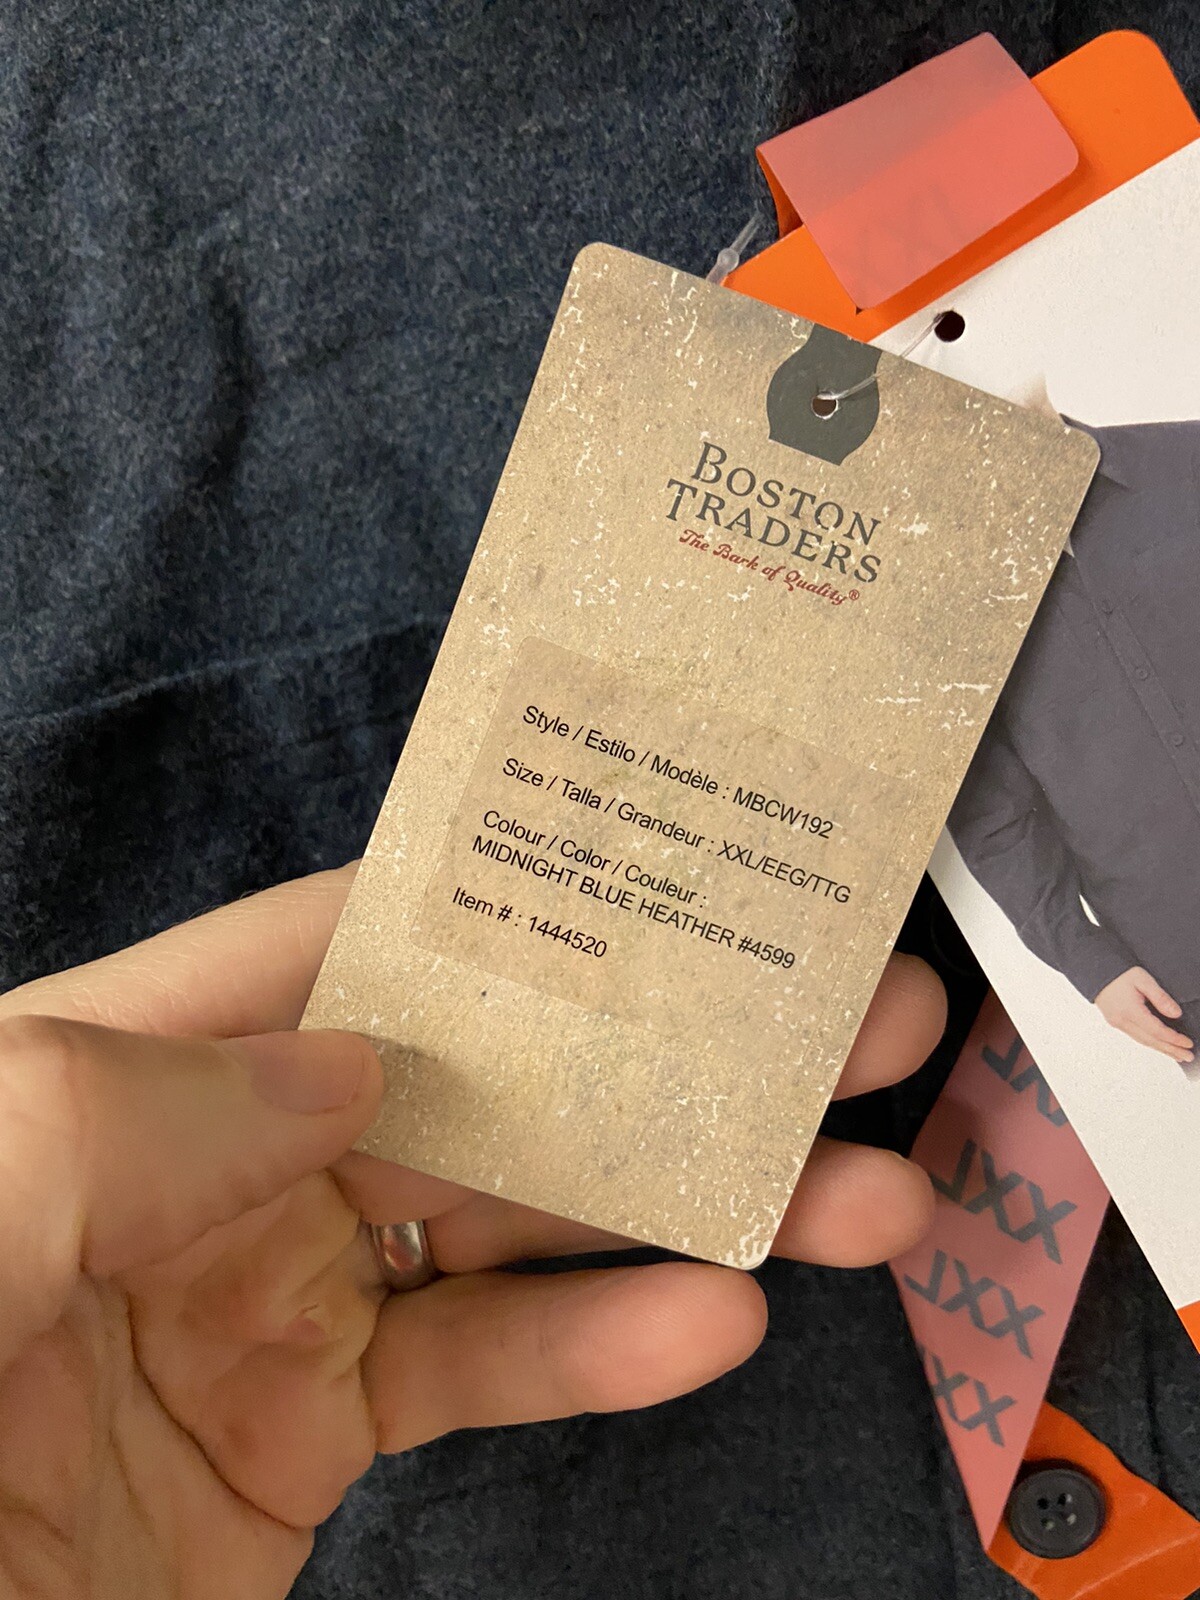 BOSTON
TRADERS
The Bark of Quality®
Style / Estilo / Modèle : MBCW192
Size / Talla / Grandeur : XXL/EEG/TTG
Colour / Color / Couleur :
MIDNIGHT BLUE HEATHER #4599
Item # : 1444520
XXL
XXL
XXL
XX